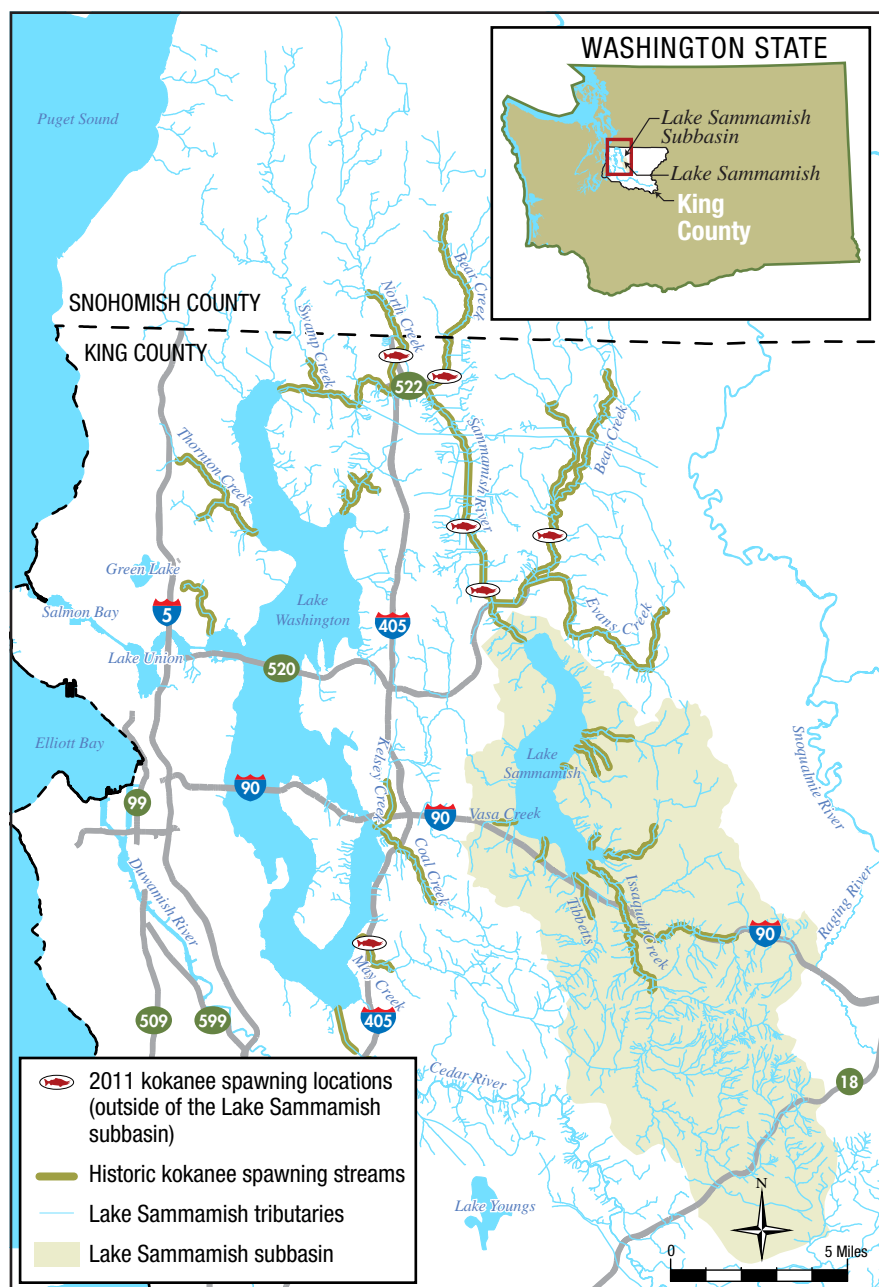 WASHINGTON STATE
Lake Sammamish
Subbasin
Lake Sammamish
King
County
Puget Sound
SNOHOMISH COUNTY
KING COUNTY
North Creek
Bear Creek
Swamp Creek
522
Thornton Creek
Sammamish River
Bear Creek
Green Lake
Salmon Bay
5
Lake
Washington
405
Evans Creek
Lake Union
520
Elliott Bay
Kelsey Creek
Lake
Sammamish
Snoqualmie River
99
90
90
Vasa Creek
Coal Creek
Duwamish River
Tibbetts
Issaquah Creek
90
Raging River
May Creek
509
599
405
Cedar River
18
Lake Youngs
2011 kokanee spawning locations
(outside of the Lake Sammamish
subbasin)
Historic kokanee spawning streams
Lake Sammamish tributaries
Lake Sammamish subbasin
N
0
5 Miles